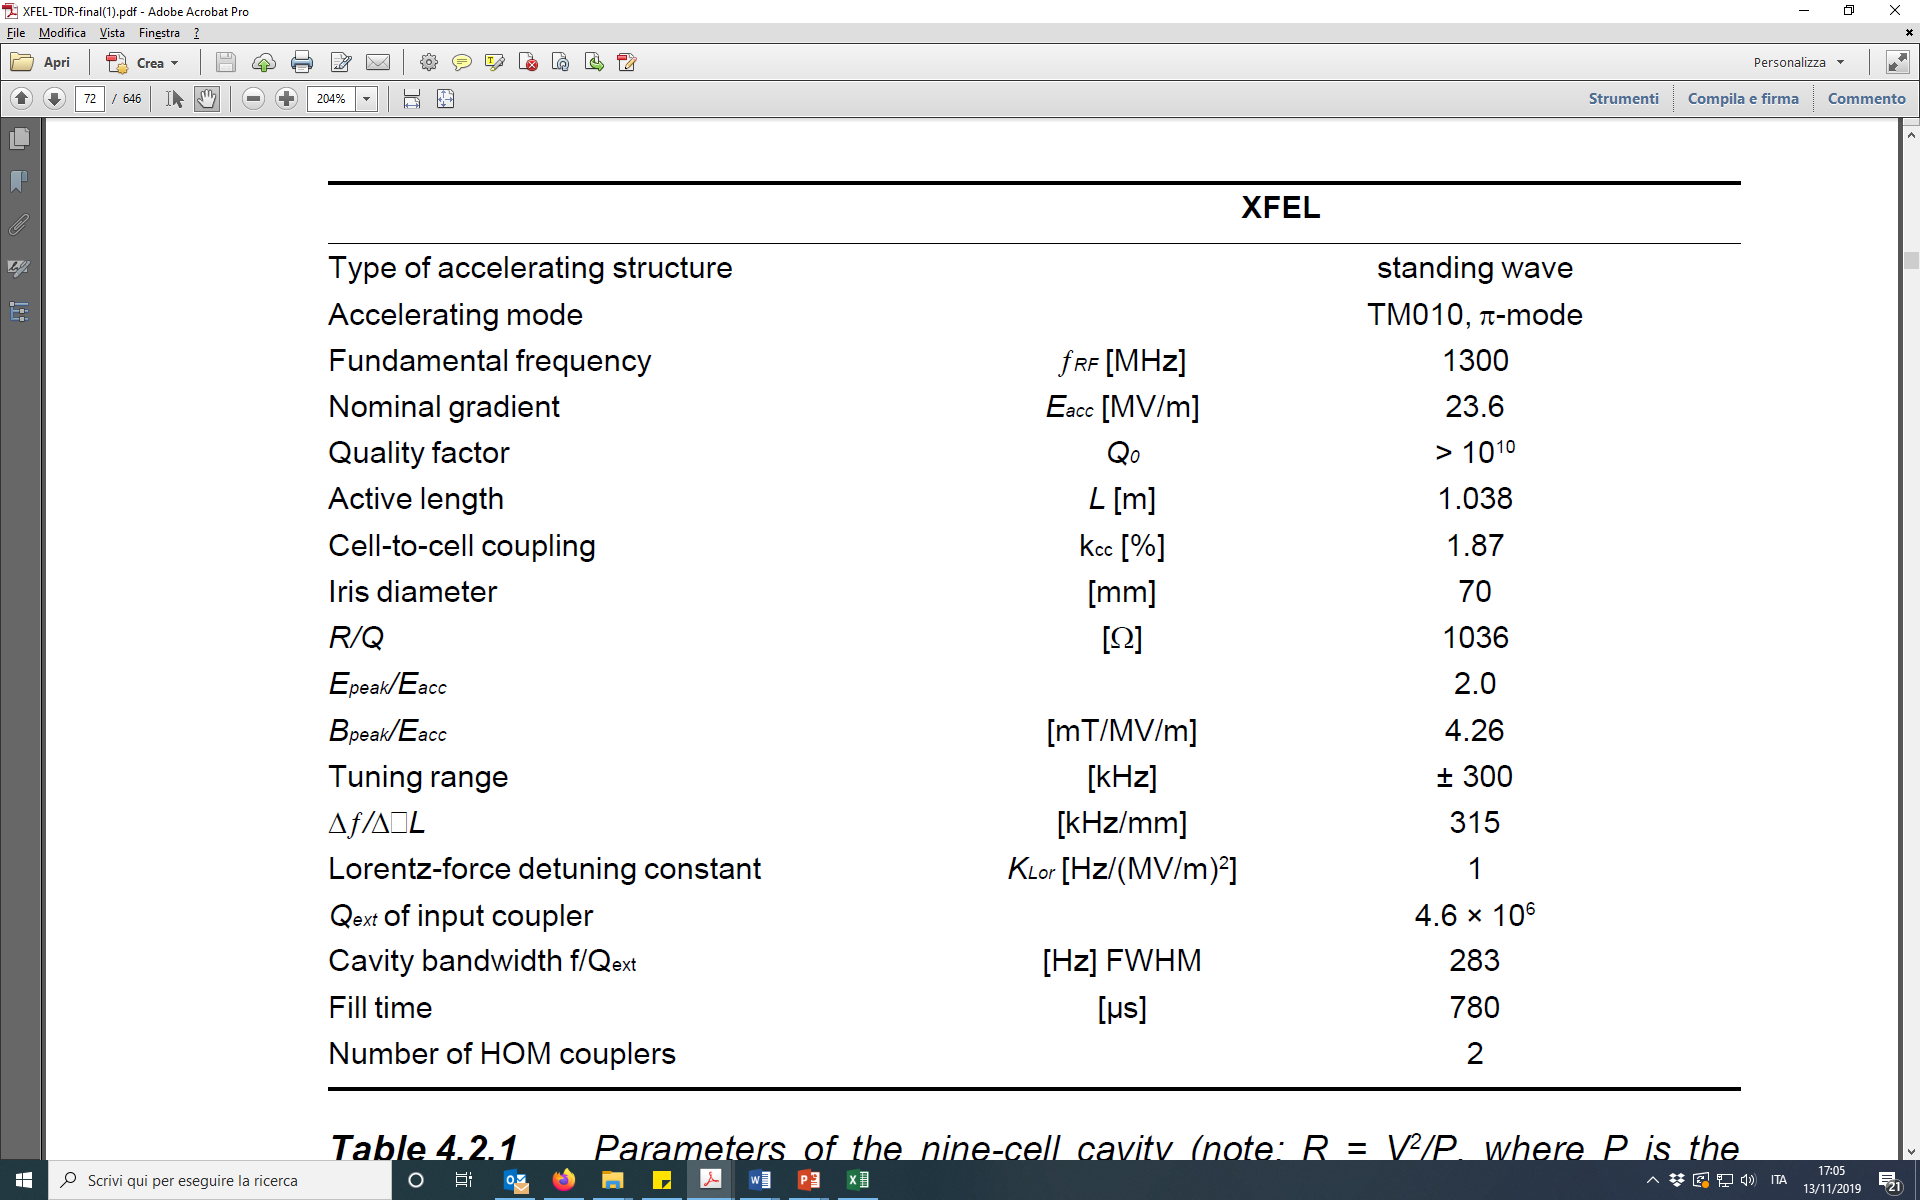 XFEL-TDR-final(1).pdf - Adobe Acrobat Pro
File Modifica Vista Finestra ?
Apri Crea Personalizza
72 / 646 204% Strumenti Compila e firma Commento
XFEL
Type of accelerating structure standing wave
Accelerating mode TM010, π-mode
Fundamental frequency fRF [MHz] 1300
Nominal gradient Eacc [MV/m] 23.6
Quality factor Q0 > 10¹⁰
Active length L [m] 1.038
Cell-to-cell coupling kcc [%] 1.87
Iris diameter [mm] 70
R/Q [Ω] 1036
Epeak/Eacc 2.0
Bpeak/Eacc [mT/MV/m] 4.26
Tuning range [kHz] ± 300
Δf/Δ□L [kHz/mm] 315
Lorentz-force detuning constant KLor [Hz/(MV/m)²] 1
Qext of input coupler 4.6 × 10⁶
Cavity bandwidth f/Qext [Hz] FWHM 283
Fill time [µs] 780
Number of HOM couplers 2
Table 4.2.1 Parameters of the nine-cell cavity (note: R = V²/P, where P is the
Scrivi qui per eseguire la ricerca ITA 17:05
13/11/2019 21